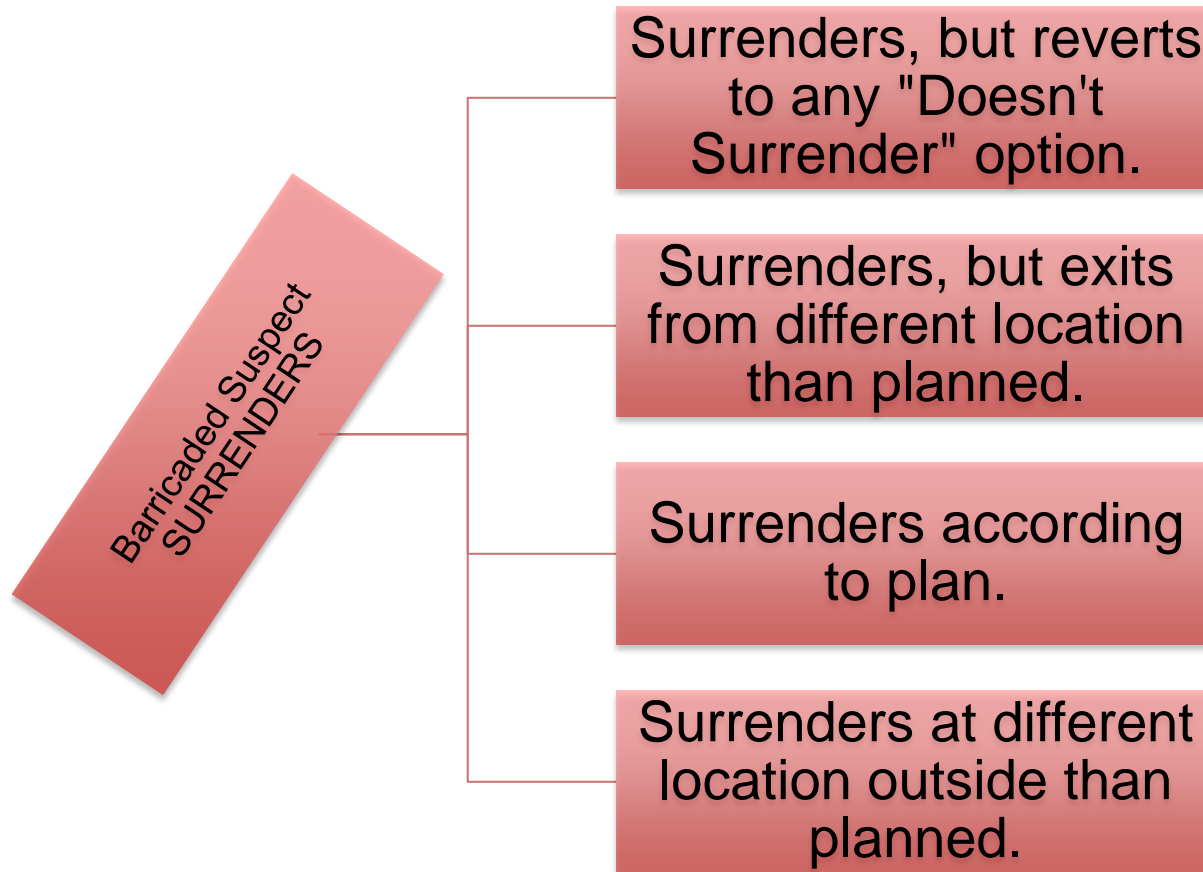 Barricaded Suspect
SURRENDERS
Surrenders, but reverts
to any "Doesn't
Surrender" option.
Surrenders, but exits
from different location
than planned.
Surrenders according
to plan.
Surrenders at different
location outside than
planned.